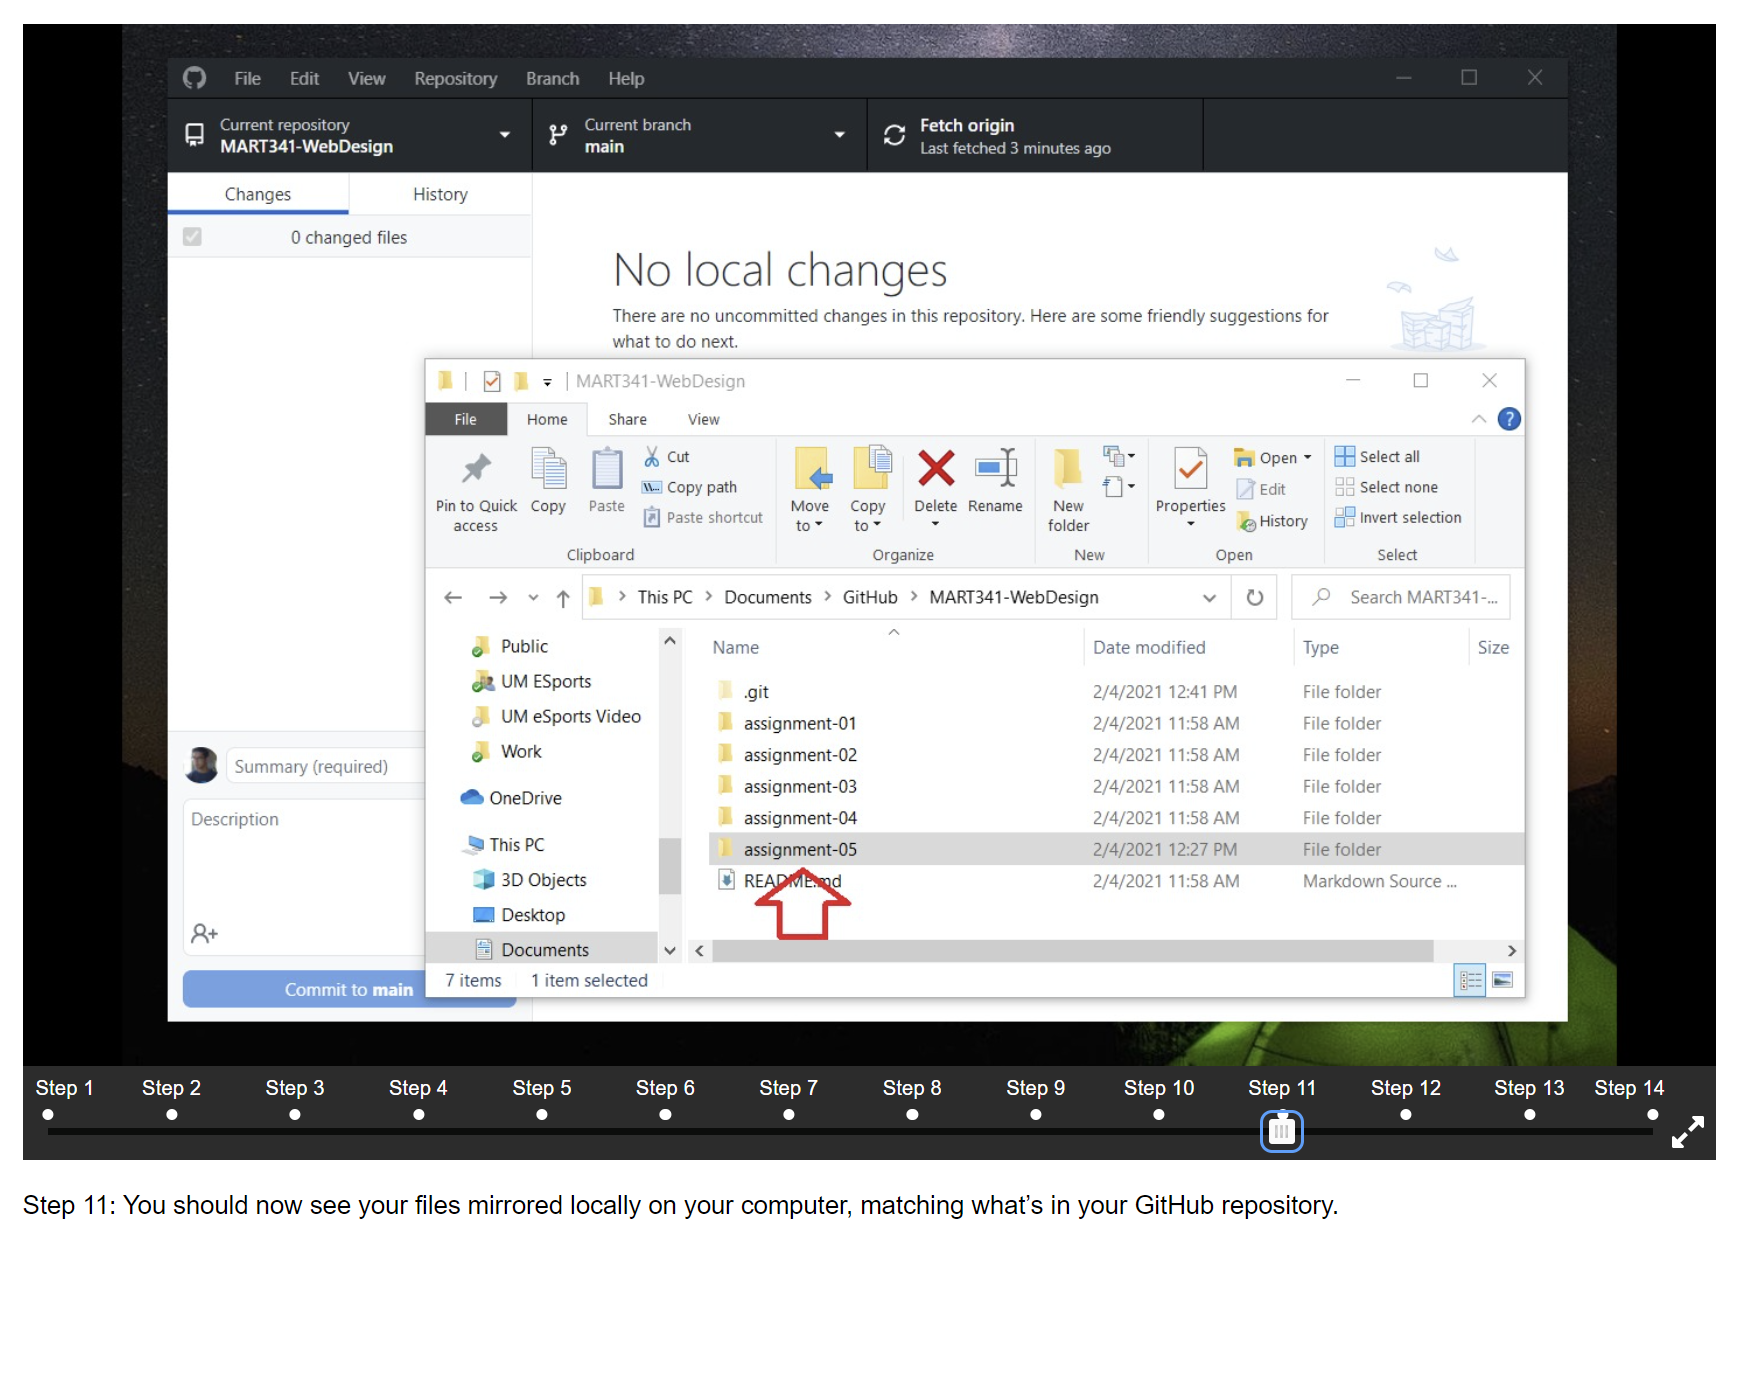 File Edit View Repository Branch Help
Current repository
MART341-WebDesign
Current branch
main
Fetch origin
Last fetched 3 minutes ago
Changes History
0 changed files
No local changes
There are no uncommitted changes in this repository. Here are some friendly suggestions for
what to do next.
MART341-WebDesign
File Home Share View
Pin to Quick
access
Copy
Paste
Cut
Copy path
Paste shortcut
Clipboard
Move
to
Copy
to
Delete
Rename
Organize
New
folder
New
Properties
Open
Edit
History
Open
Select all
Select none
Invert selection
Select
This PC > Documents > GitHub > MART341-WebDesign
Search MART341-...
Public
UM ESports
UM eSports Video
Work
OneDrive
This PC
3D Objects
Desktop
Documents
Name Date modified Type Size
.git 2/4/2021 12:41 PM File folder
assignment-01 2/4/2021 11:58 AM File folder
assignment-02 2/4/2021 11:58 AM File folder
assignment-03 2/4/2021 11:58 AM File folder
assignment-04 2/4/2021 11:58 AM File folder
assignment-05 2/4/2021 12:27 PM File folder
README.md 2/4/2021 11:58 AM Markdown Source ...
7 items 1 item selected
Summary (required)
Description
Commit to main
Step 1 Step 2 Step 3 Step 4 Step 5 Step 6 Step 7 Step 8 Step 9 Step 10 Step 11 Step 12 Step 13 Step 14
Step 11: You should now see your files mirrored locally on your computer, matching what’s in your GitHub repository.